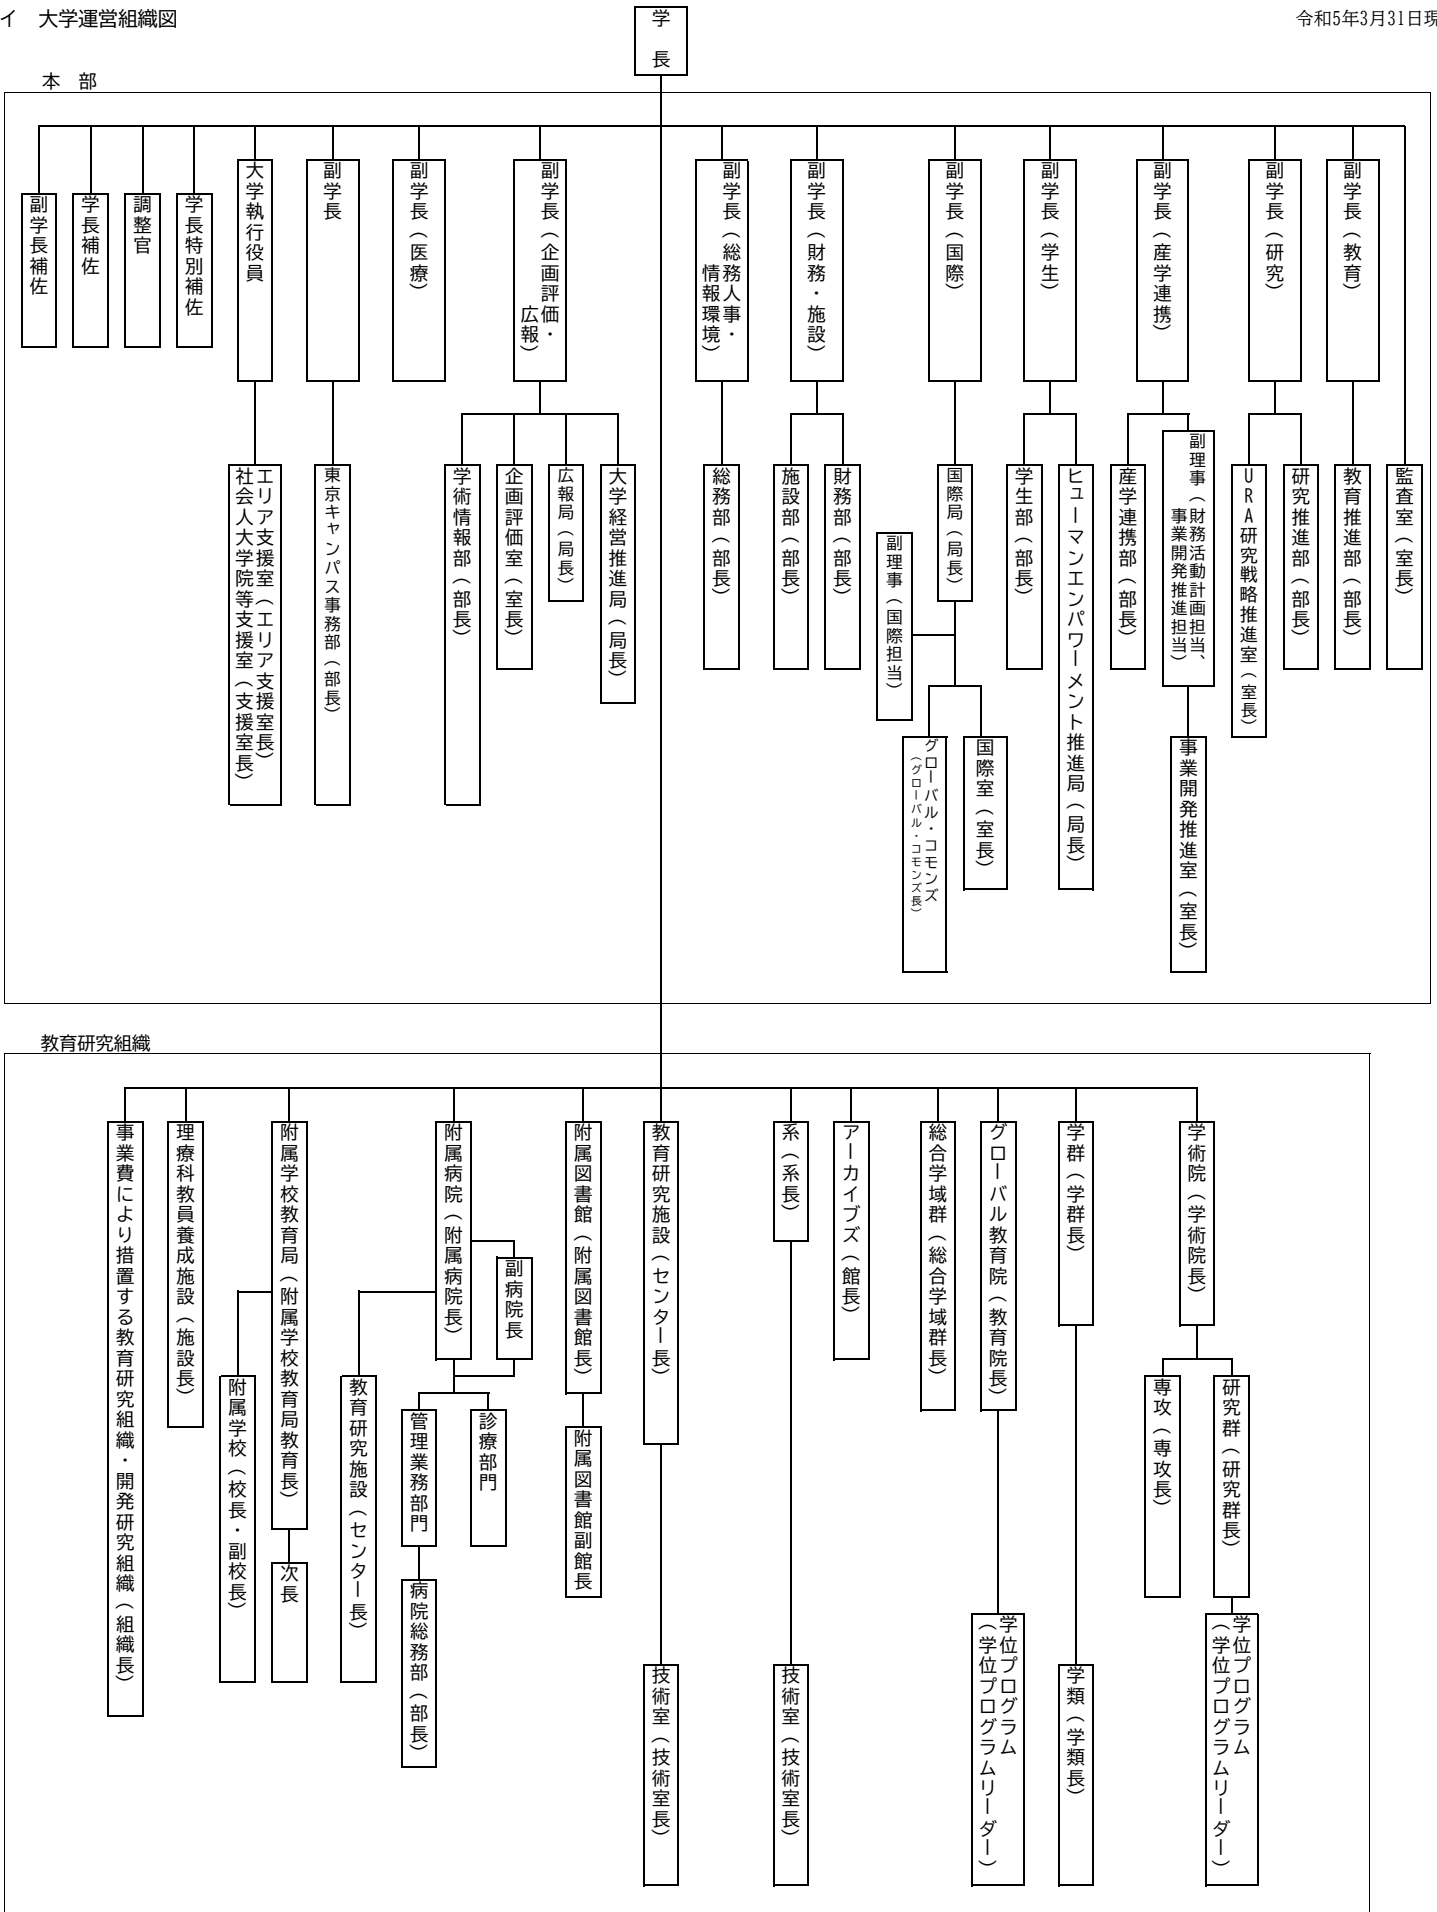 イ　大学運営組織図
令和5年3月31日現
学長
本　部
副学長補佐
学長補佐
調整官
学長特別補佐
大学執行役員
副学長
副学長（医療）
副学長（企画評価・
広報）
副学長（総務人事・
情報環境）
副学長（財務・施設）
副学長（国際）
副学長（学生）
副学長（産学連携）
副学長（研究）
副学長（教育）
エリア支援室（エリア支援室長）
社会人大学院等支援室（支援室長）
東京キャンパス事務部（部長）
学術情報部（部長）
企画評価室（室長）
広報局（局長）
大学経営推進局（局長）
総務部（部長）
施設部（部長）
財務部（部長）
副理事（国際担当）
国際局（局長）
グローバル・コモンズ
（グローバル・コモンズ長）
国際室（室長）
学生部（部長）
ヒューマンエンパワーメント推進局（局長）
産学連携部（部長）
副理事（財務活動計画担当、
事業開発推進担当）
事業開発推進室（室長）
URA研究戦略推進室（室長）
研究推進部（部長）
教育推進部（部長）
監査室（室長）
教育研究組織
事業費により措置する教育研究組織・開発研究組織（組織長）
理療科教員養成施設（施設長）
附属学校教育局（附属学校教育局教育長）
附属学校（校長・副校長）
次長
附属病院（附属病院長）
副病院長
教育研究施設（センター長）
管理業務部門
診療部門
病院総務部（部長）
附属図書館（附属図書館長）
附属図書館副館長
教育研究施設（センター長）
技術室（技術室長）
系（系長）
技術室（技術室長）
アーカイブズ（館長）
総合学域群（総合学域群長）
グローバル教育院（教育院長）
学位プログラム
（学位プログラムリーダー）
学群（学群長）
学類（学類長）
学術院（学術院長）
専攻（専攻長）
研究群（研究群長）
学位プログラム
（学位プログラムリーダー）